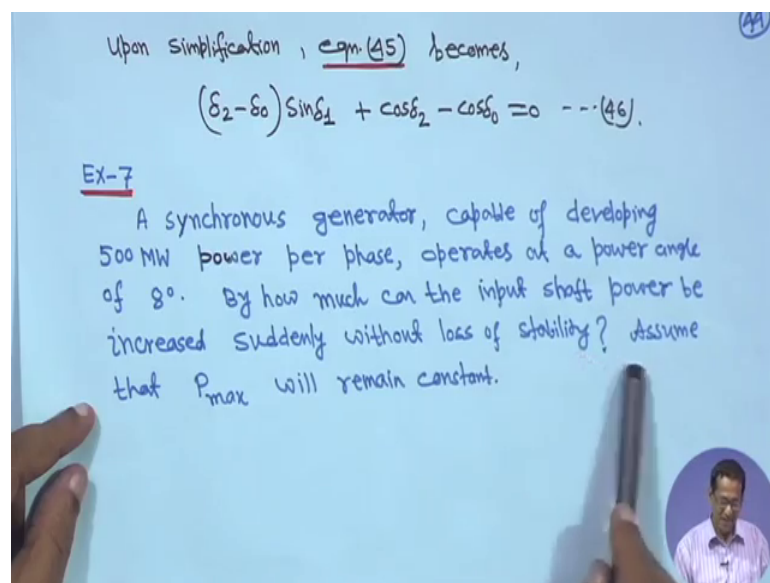 44
Upon simplification, eqn.(45) becomes,
(δ₂-δ₀)Sinδ₁ + cosδ₂ - cosδ₀ = 0 ---(46).
EX-7
A synchronous generator, capable of developing
500 MW power per phase, operates at a power angle
of 8°. By how much can the input shaft power be
increased suddenly without loss of stability? Assume
that Pmax will remain constant.